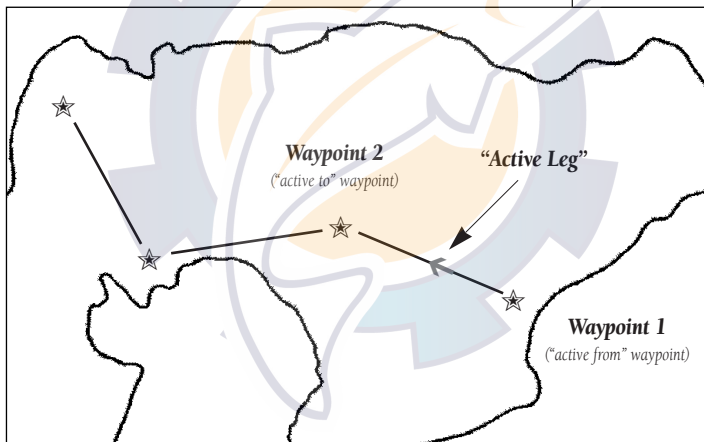 Waypoint 2
("active to" waypoint)
“Active Leg”
Waypoint 1
("active from" waypoint)